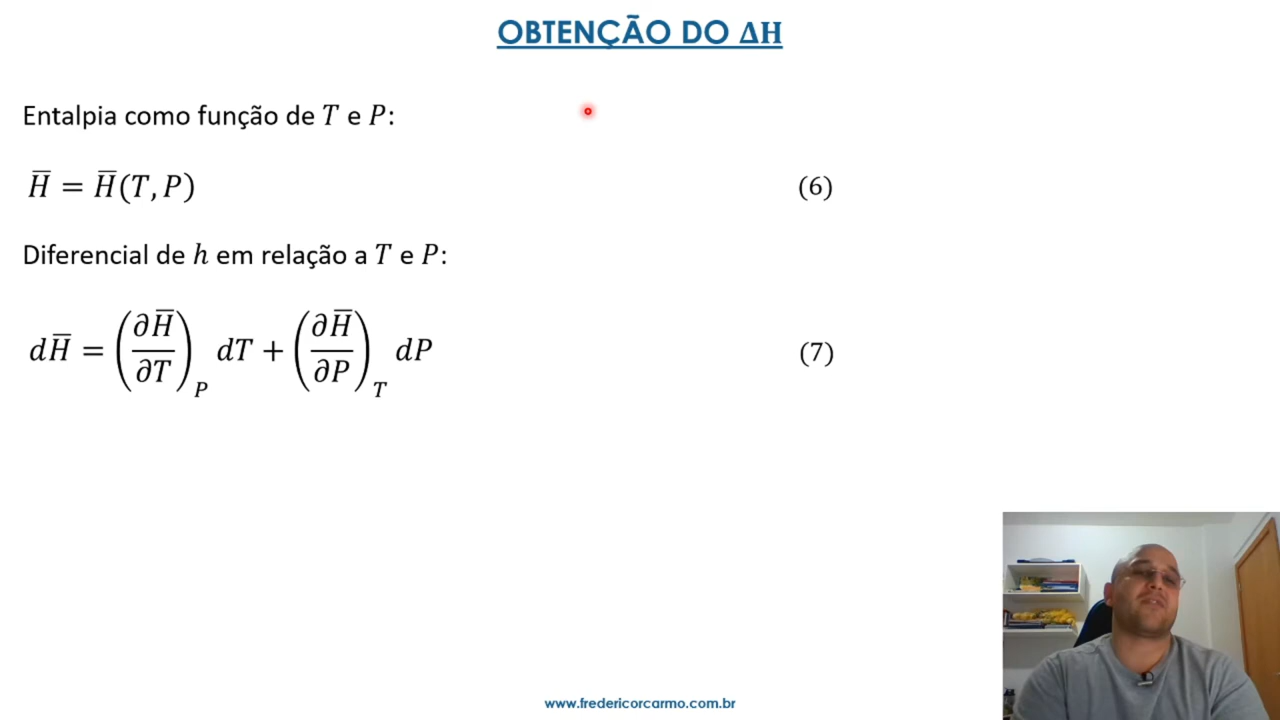 OBTENÇÃO DO ΔH
Entalpia como função de T e P:
H̅ = H̅(T, P) (6)
Diferencial de h em relação a T e P:
dH̅ = (∂H̅/∂T)_P dT + (∂H̅/∂P)_T dP (7)
www.fredericorcarmo.com.br